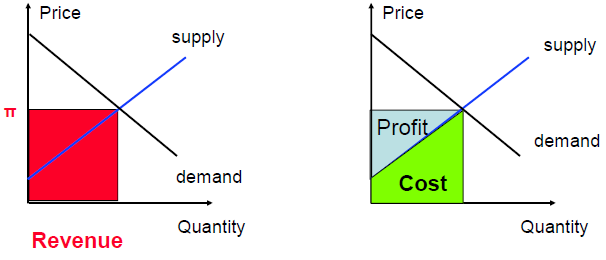 Price
supply
π
demand
Quantity
Revenue
Price
supply
Profit
demand
Cost
Quantity